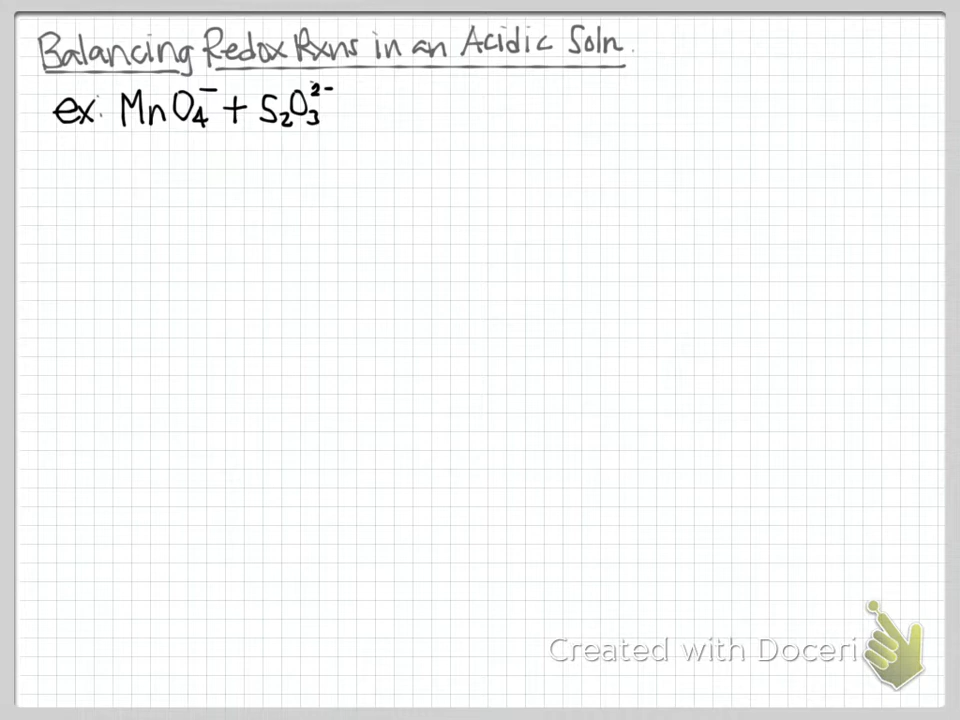 Balancing Redox Rxns in an Acidic Soln.
ex: MnO₄⁻ + S₂O₃²⁻
Created with Doceri